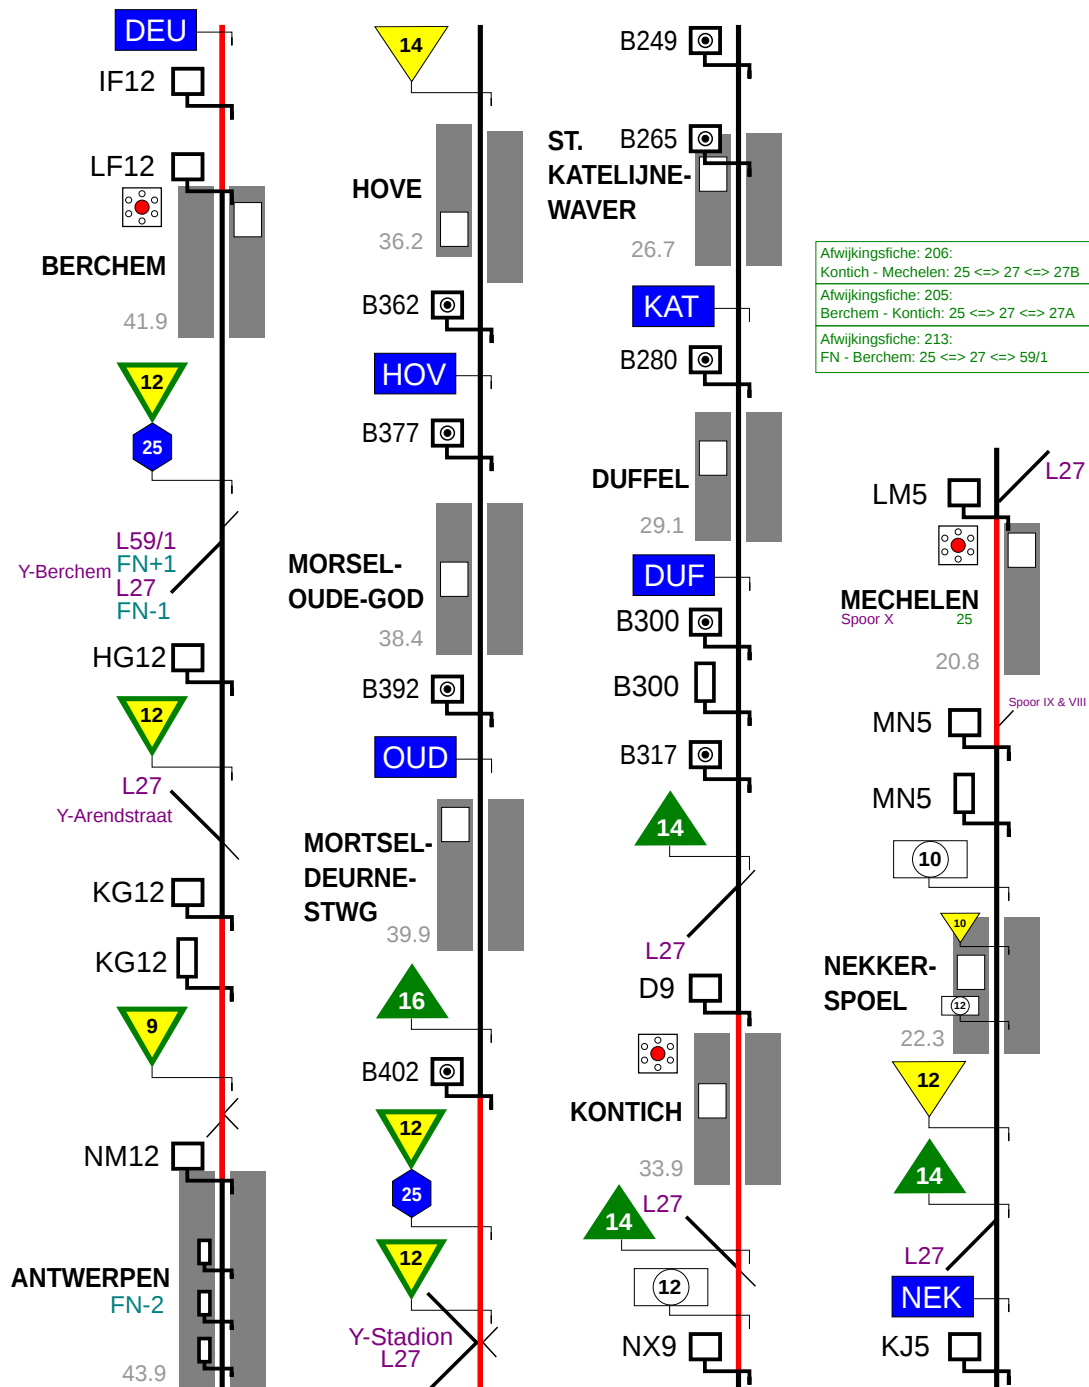 DEU
IF12
LF12
BERCHEM
41.9
12
25
L59/1
FN+1
Y-Berchem
L27
FN-1
HG12
12
L27
Y-Arendstraat
KG12
KG12
9
NM12
ANTWERPEN
FN-2
43.9
14
HOVE
36.2
B362
HOV
B377
MORSEL-
OUDE-GOD
38.4
B392
OUD
MORTSEL-
DEURNE-
STWG
39.9
16
B402
12
25
12
Y-Stadion
L27
B249
B265
ST.
KATELIJNE-
WAVER
26.7
KAT
B280
DUFFEL
29.1
DUF
B300
B300
B317
14
L27
D9
KONTICH
33.9
L27
14
12
NX9
Afwijkingsfiche: 206:
Kontich - Mechelen: 25 <=> 27 <=> 27B
Afwijkingsfiche: 205:
Berchem - Kontich: 25 <=> 27 <=> 27A
Afwijkingsfiche: 213:
FN - Berchem: 25 <=> 27 <=> 59/1
L27
LM5
MECHELEN
Spoor X 25
20.8
Spoor IX & VIII
MN5
MN5
10
10
NEKKER-
SPOEL
12
22.3
12
14
L27
NEK
KJ5